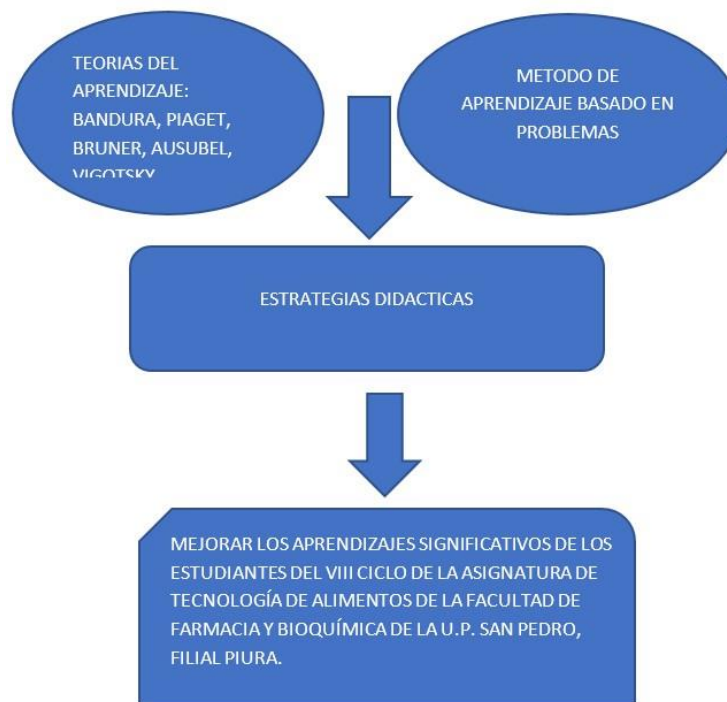 TEORIAS DEL
APRENDIZAJE:
BANDURA, PIAGET,
BRUNER, AUSUBEL,
VIGOTSKY
METODO DE
APRENDIZAJE BASADO EN
PROBLEMAS
ESTRATEGIAS DIDACTICAS
MEJORAR LOS APRENDIZAJES SIGNIFICATIVOS DE LOS
ESTUDIANTES DEL VIII CICLO DE LA ASIGNATURA DE
TECNOLOGÍA DE ALIMENTOS DE LA FACULTAD DE
FARMACIA Y BIOQUÍMICA DE LA U.P. SAN PEDRO,
FILIAL PIURA.